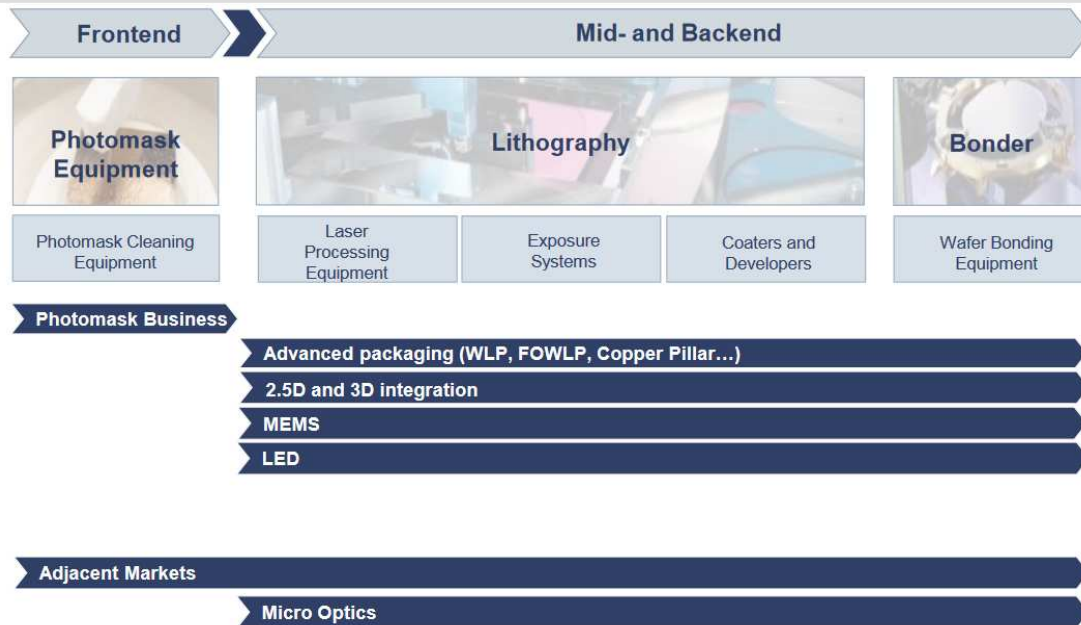 Frontend
Mid- and Backend
Photomask
Equipment
Lithography
Bonder
Photomask Cleaning
Equipment
Laser
Processing
Equipment
Exposure
Systems
Coaters and
Developers
Wafer Bonding
Equipment
Photomask Business
Advanced packaging (WLP, FOWLP, Copper Pillar…)
2.5D and 3D integration
MEMS
LED
Adjacent Markets
Micro Optics